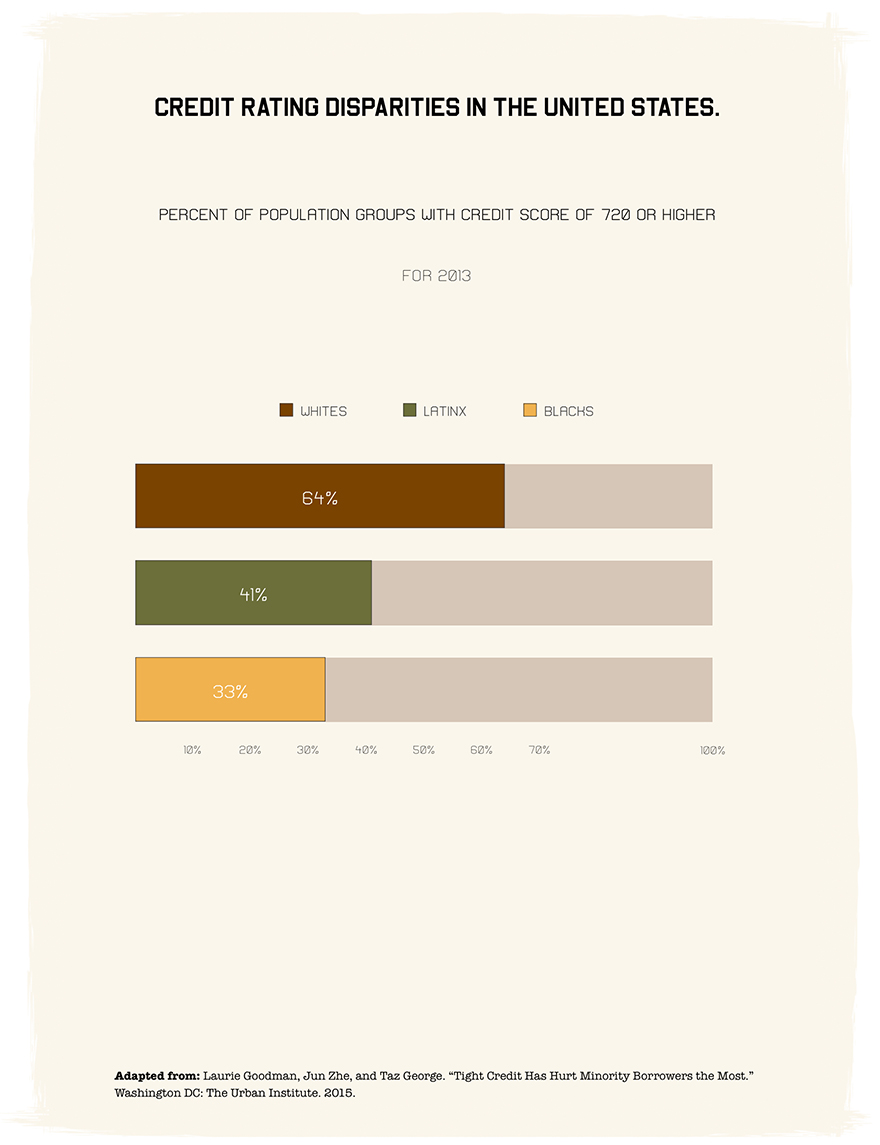 CREDIT RATING DISPARITIES IN THE UNITED STATES.
PERCENT OF POPULATION GROUPS WITH CREDIT SCORE OF 720 OR HIGHER
FOR 2013
WHITES LATINX BLACKS
64%
41%
33%
10% 20% 30% 40% 50% 60% 70% 100%
Adapted from: Laurie Goodman, Jun Zhe, and Taz George. “Tight Credit Has Hurt Minority Borrowers the Most.”
Washington DC: The Urban Institute. 2015.